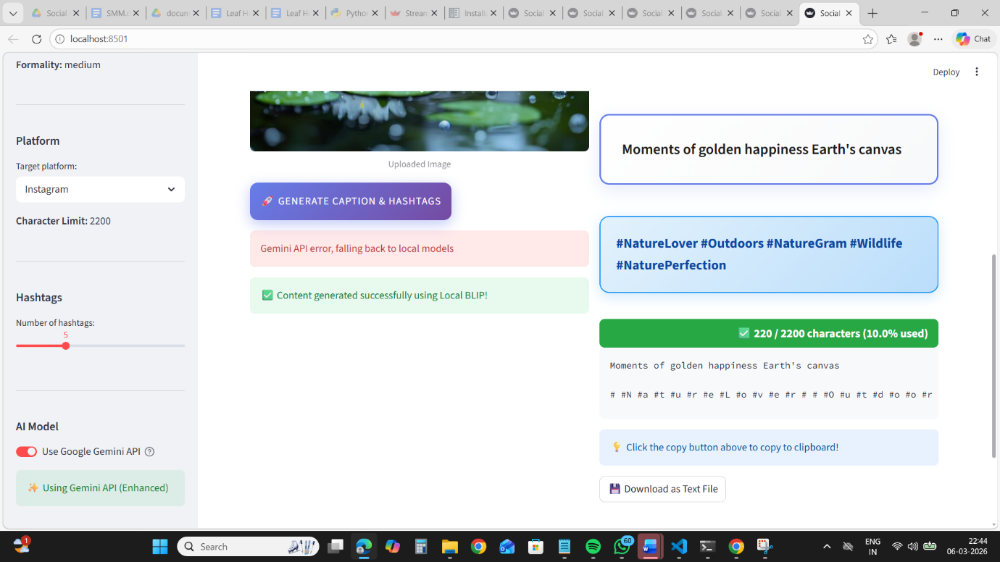 Social
SMM.c
docum
Leaf H
Leaf H
Pytho
Strean
Installa
Social
Social
Social
Social
Social
Social
localhost:8501
Chat
Deploy
Formality: medium
Platform
Target platform:
Instagram
Character Limit: 2200
Hashtags
Number of hashtags:
5
AI Model
Use Google Gemini API
✨ Using Gemini API (Enhanced)
Uploaded Image
🚀 GENERATE CAPTION & HASHTAGS
Gemini API error, falling back to local models
✅ Content generated successfully using Local BLIP!
Moments of golden happiness Earth's canvas
#NatureLover #Outdoors #NatureGram #Wildlife
#NaturePerfection
✅ 220 / 2200 characters (10.0% used)
Moments of golden happiness Earth's canvas
# #N #a #t #u #r #e #L #o #v #e #r # # #O #u #t #d #o #o #r
💡 Click the copy button above to copy to clipboard!
💾 Download as Text File
1
Search
60
ENG
IN
22:44
06-03-2026